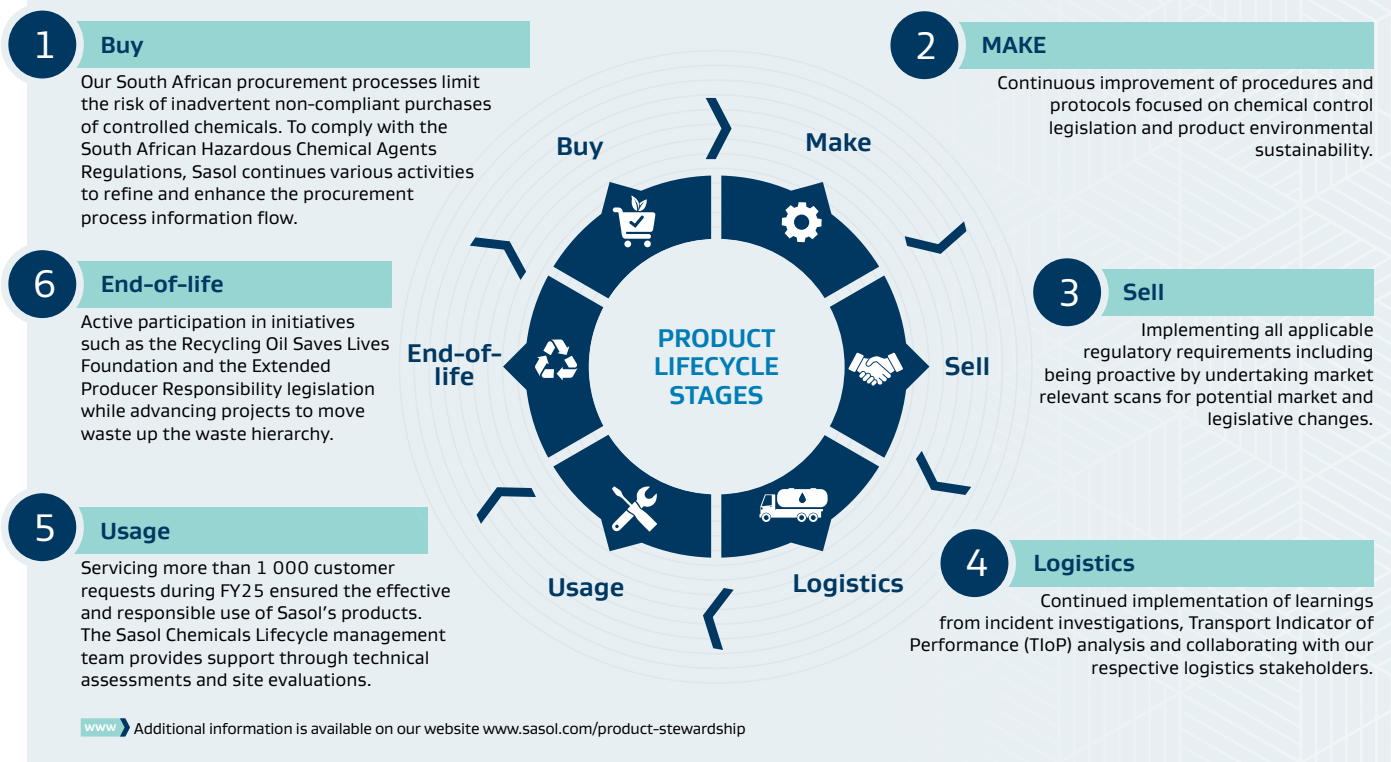 1
Buy
Our South African procurement processes limit
the risk of inadvertent non-compliant purchases
of controlled chemicals. To comply with the
South African Hazardous Chemical Agents
Regulations, Sasol continues various activities
to refine and enhance the procurement
process information flow.
2
MAKE
Continuous improvement of procedures and
protocols focused on chemical control
legislation and product environmental
sustainability.
3
Sell
Implementing all applicable
regulatory requirements including
being proactive by undertaking market
relevant scans for potential market and
legislative changes.
4
Logistics
Continued implementation of learnings
from incident investigations, Transport Indicator of
Performance (TIoP) analysis and collaborating with our
respective logistics stakeholders.
5
Usage
Servicing more than 1 000 customer
requests during FY25 ensured the effective
and responsible use of Sasol's products.
The Sasol Chemicals Lifecycle management
team provides support through technical
assessments and site evaluations.
6
End-of-life
Active participation in initiatives
such as the Recycling Oil Saves Lives
Foundation and the Extended
Producer Responsibility legislation
while advancing projects to move
waste up the waste hierarchy.
PRODUCT
LIFECYCLE
STAGES
Buy
Make
Sell
Logistics
Usage
End-of-
life
www Additional information is available on our website www.sasol.com/product-stewardship